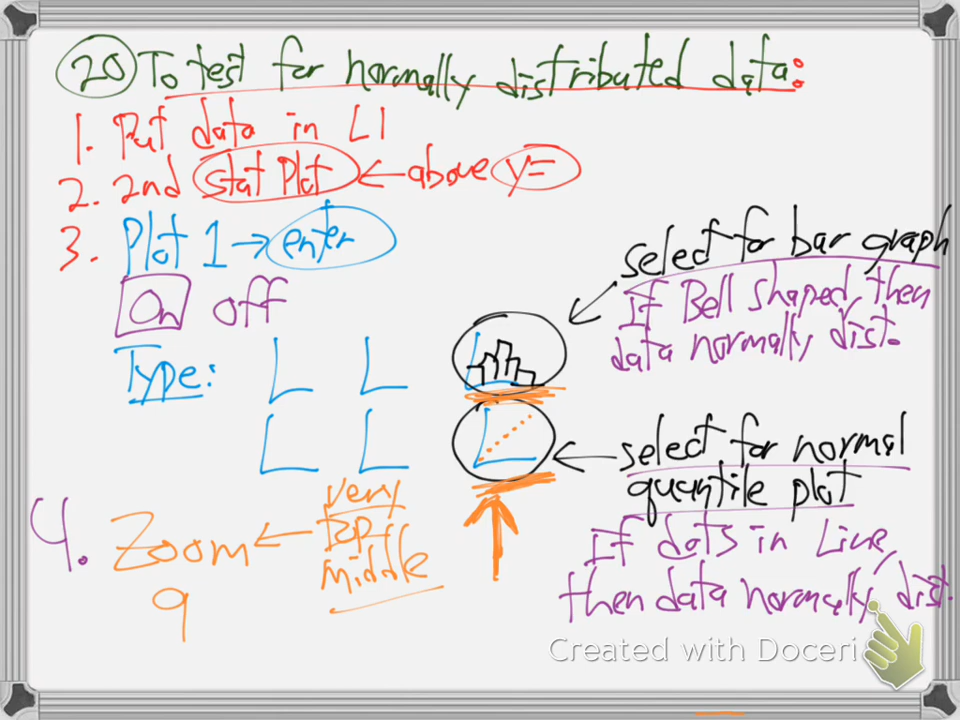 20 To test for normally distributed data:
1. Put data in L1
2. 2nd Stat Plot ← above y=
3. Plot 1 → enter
On off
Type:
select for bar graph
If Bell shaped, then
data normally dist.
select for normal
quantile plot
If dots in Line,
then data normally dist.
4. Zoom ← very
top
middle
9
Created with Doceri